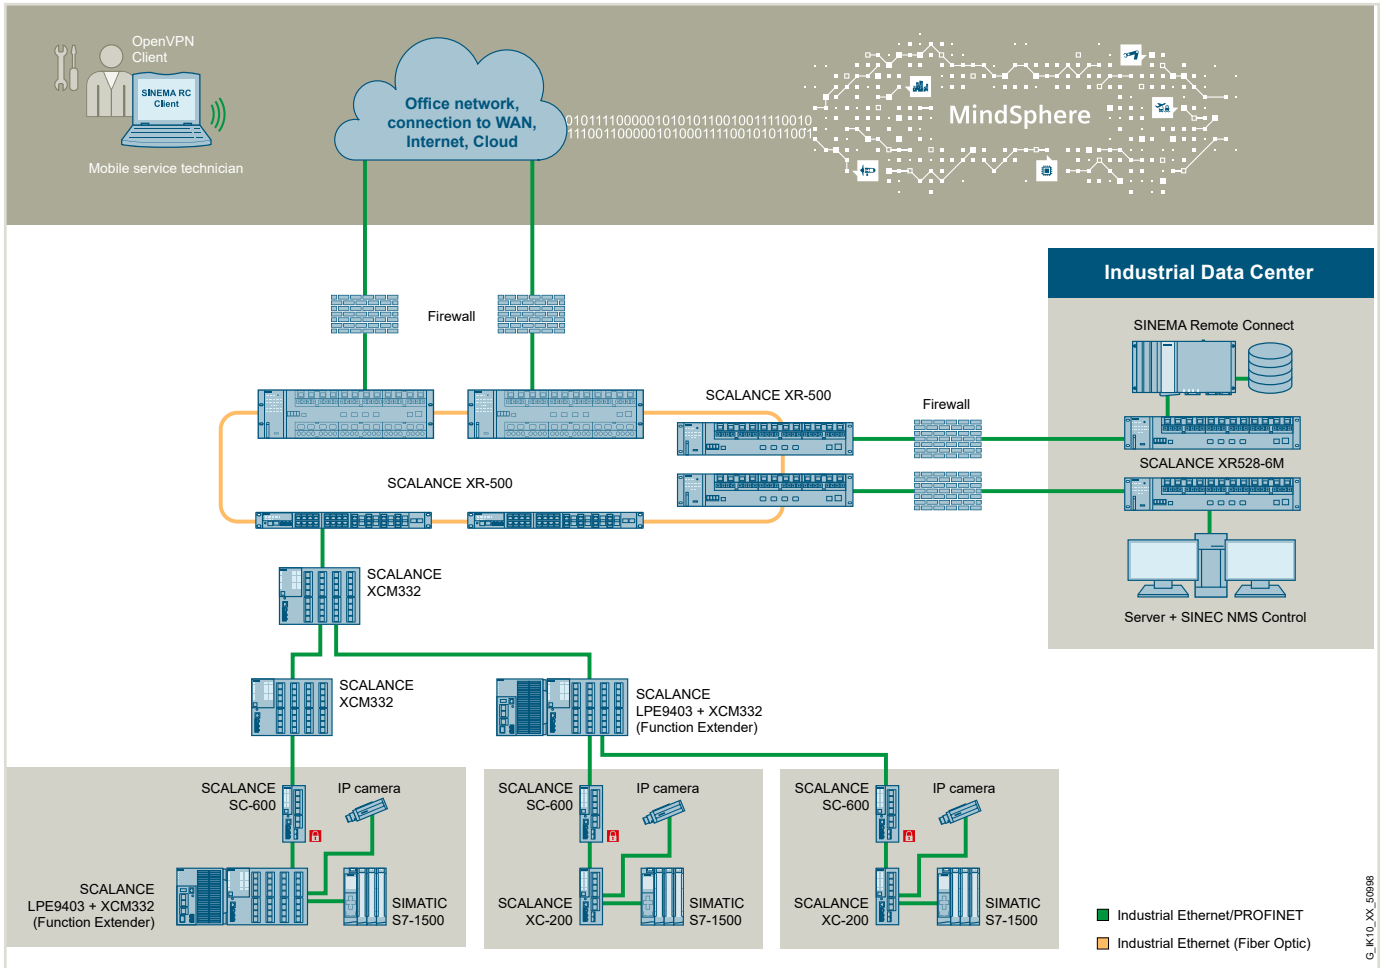 OpenVPN
Client
SINEMA RC
Client
Mobile service technician
Office network,
connection to WAN,
Internet, Cloud
MindSphere
Firewall
Industrial Data Center
SINEMA Remote Connect
SCALANCE XR-500
Firewall
SCALANCE XR528-6M
SCALANCE XR-500
Server + SINEC NMS Control
SCALANCE
XCM332
SCALANCE
XCM332
SCALANCE
LPE9403 + XCM332
(Function Extender)
SCALANCE
SC-600
IP camera
SCALANCE
LPE9403 + XCM332
(Function Extender)
SIMATIC
S7-1500
SCALANCE
SC-600
IP camera
SCALANCE
XC-200
SIMATIC
S7-1500
SCALANCE
SC-600
IP camera
SCALANCE
XC-200
SIMATIC
S7-1500
Industrial Ethernet/PROFINET
Industrial Ethernet (Fiber Optic)
G_IK10_XX_50998